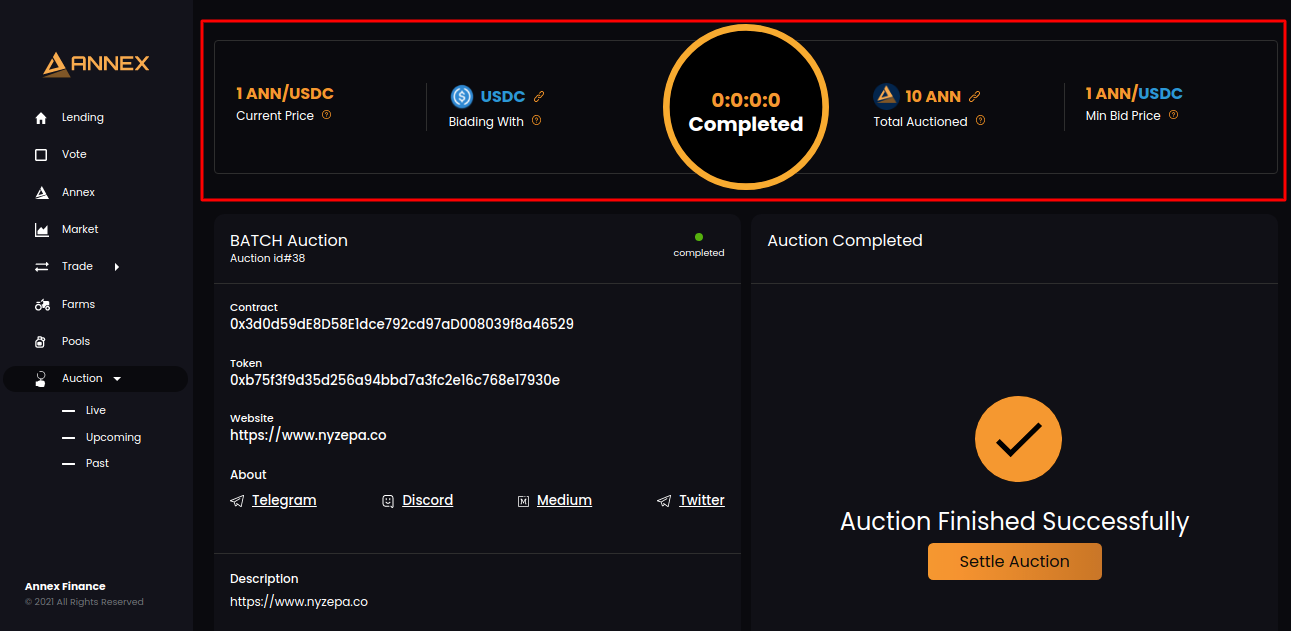 ANNEX
Lending
Vote
Annex
Market
Trade
Farms
Pools
Auction
Live
Upcoming
Past
Annex Finance
© 2021 All Rights Reserved
1 ANN/USDC
Current Price
USDC
Bidding With
0:0:0:0
Completed
10 ANN
Total Auctioned
1 ANN/USDC
Min Bid Price
BATCH Auction
Auction id#38
completed
Contract
0x3d0d59dE8D58E1dce792cd97aD008039f8a46529
Token
0xb75f3f9d35d256a94bbd7a3fc2e16c768e17930e
Website
https://www.nyzepa.co
About
Telegram Discord Medium Twitter
Description
https://www.nyzepa.co
Auction Completed
Auction Finished Successfully
Settle Auction